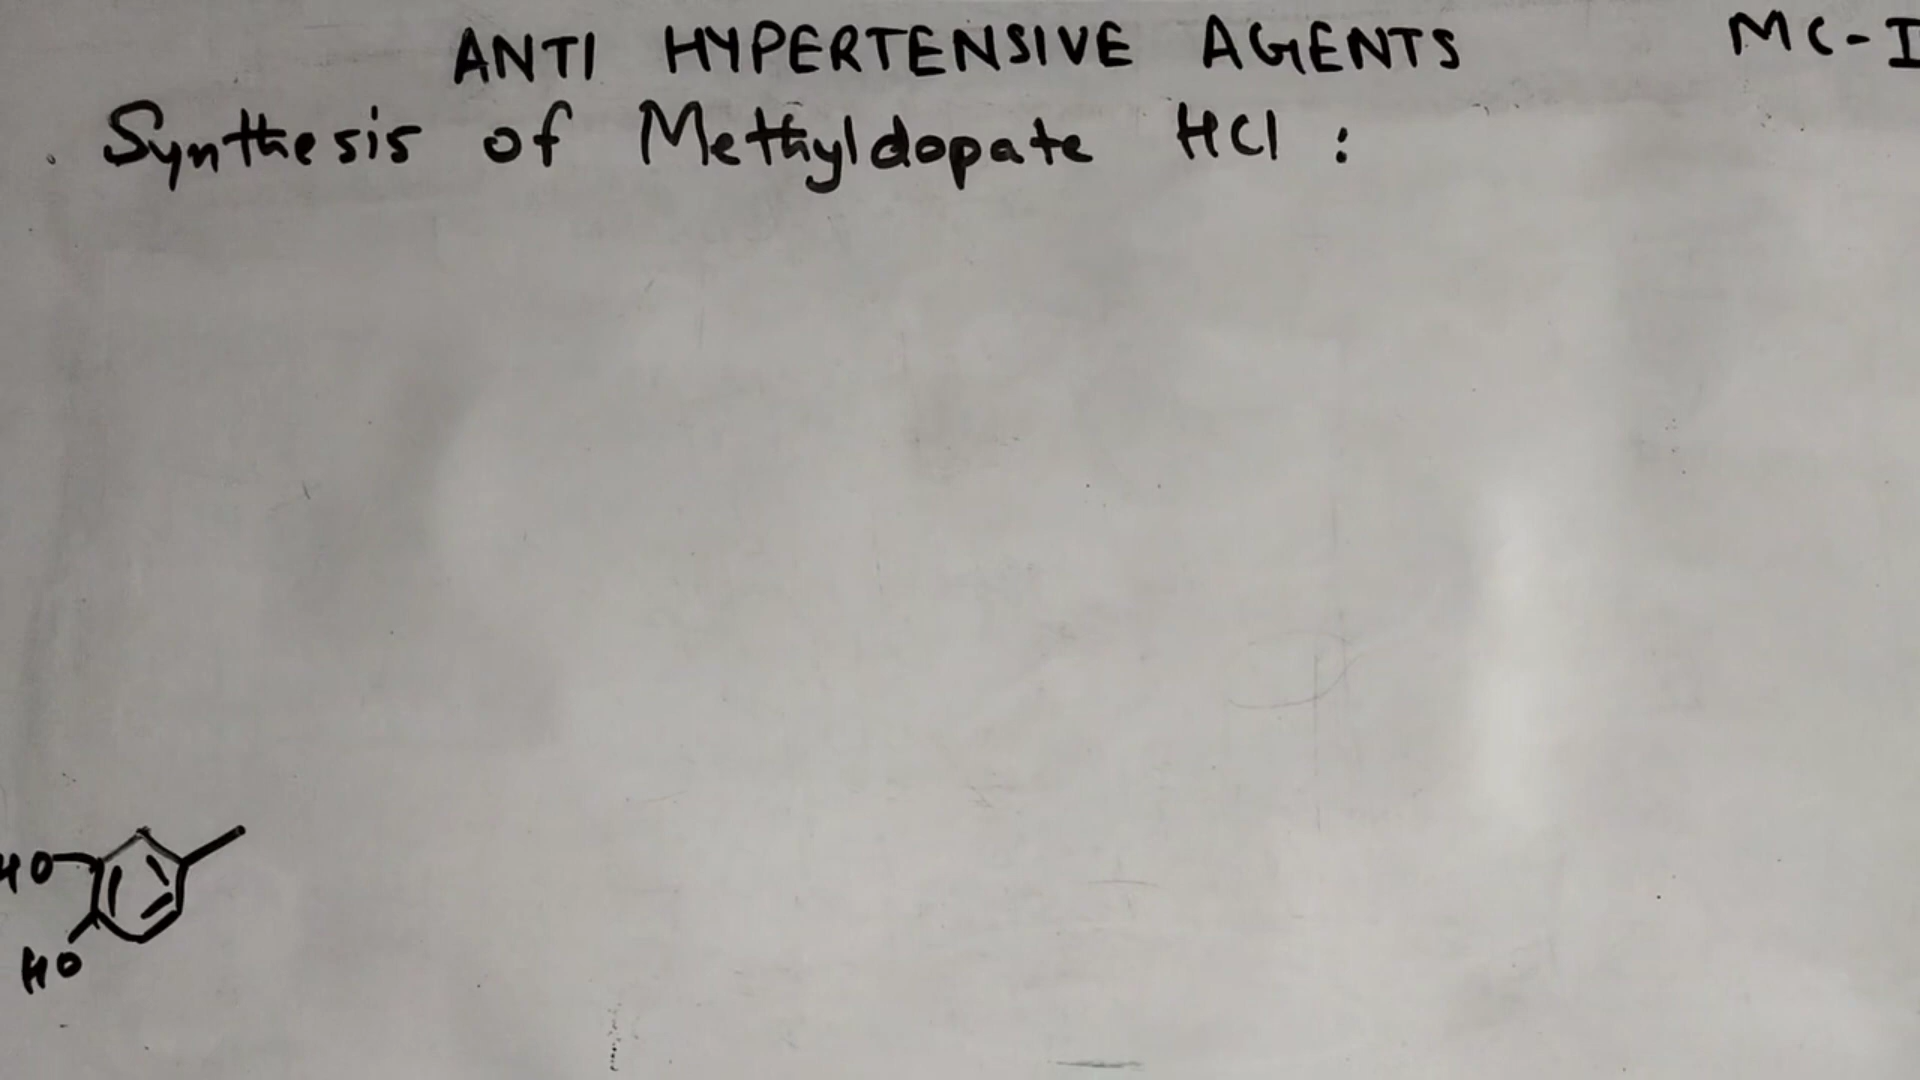 ANTI HYPERTENSIVE AGENTS MC-I
Synthesis of Methyldopate HCl :
HO
HO